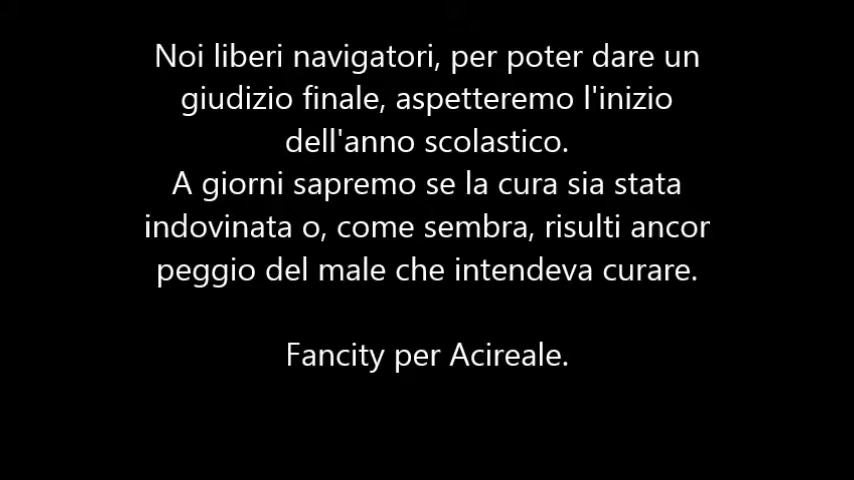 Noi liberi navigatori, per poter dare un
giudizio finale, aspetteremo l'inizio
dell'anno scolastico.
A giorni sapremo se la cura sia stata
indovinata o, come sembra, risulti ancor
peggio del male che intendeva curare.
Fancity per Acireale.